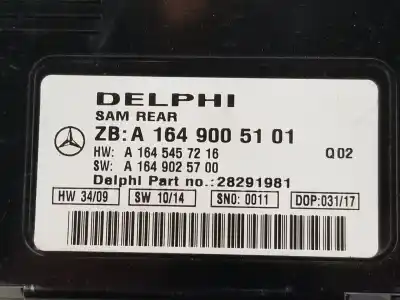 DELPHI
SAM REAR
ZB: A 164 900 51 01
HW: A 164 545 72 16 Q02
SW: A 164 902 57 00
Delphi Part no.: 28291981
HW 34/09 SW 10/14 SNO: 0011 DOP:031/17